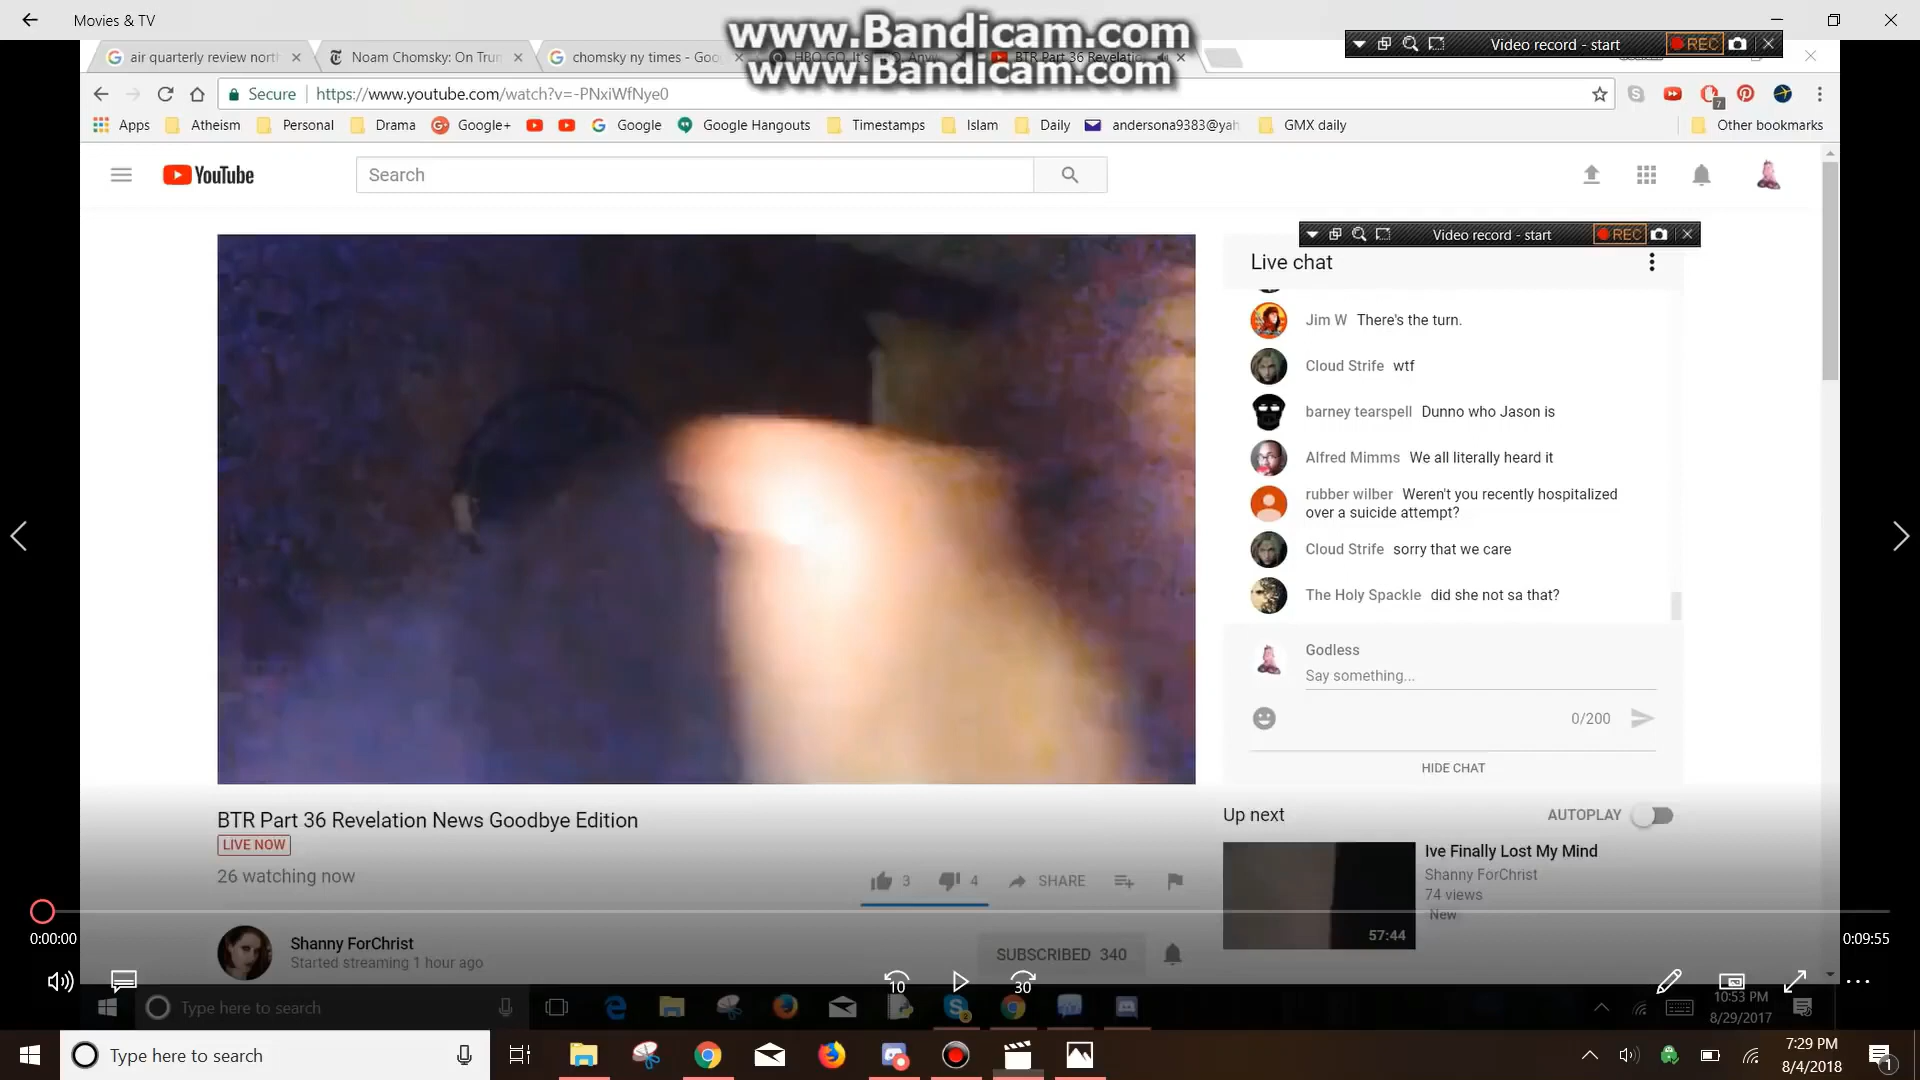 Movies & TV
www.Bandicam.com
www.Bandicam.com
Video record - start
REC
air quarterly review north
Noam Chomsky: On Trun
chomsky ny times - Goo
HBO GO. It's
BTR Part 36 Revelatio
Secure
https://www.youtube.com/watch?v=-PNxiWfNye0
7
Apps
Atheism
Personal
Drama
Google+
Google
Google Hangouts
Timestamps
Islam
Daily
andersona9383@yah
GMX daily
Other bookmarks
YouTube
Search
Video record - start
REC
Live chat
Jim W There's the turn.
Cloud Strife wtf
barney tearspell Dunno who Jason is
Alfred Mimms We all literally heard it
rubber wilber Weren't you recently hospitalized
over a suicide attempt?
Cloud Strife sorry that we care
The Holy Spackle did she not sa that?
Godless
Say something...
0/200
HIDE CHAT
BTR Part 36 Revelation News Goodbye Edition
LIVE NOW
26 watching now
3
4
SHARE
Up next
AUTOPLAY
Ive Finally Lost My Mind
Shanny ForChrist
74 views
New
57:44
0:00:00
0:09:55
Shanny ForChrist
Started streaming 1 hour ago
SUBSCRIBED 340
10
30
Type here to search
10:53 PM
8/29/2017
Type here to search
7:29 PM
8/4/2018
1